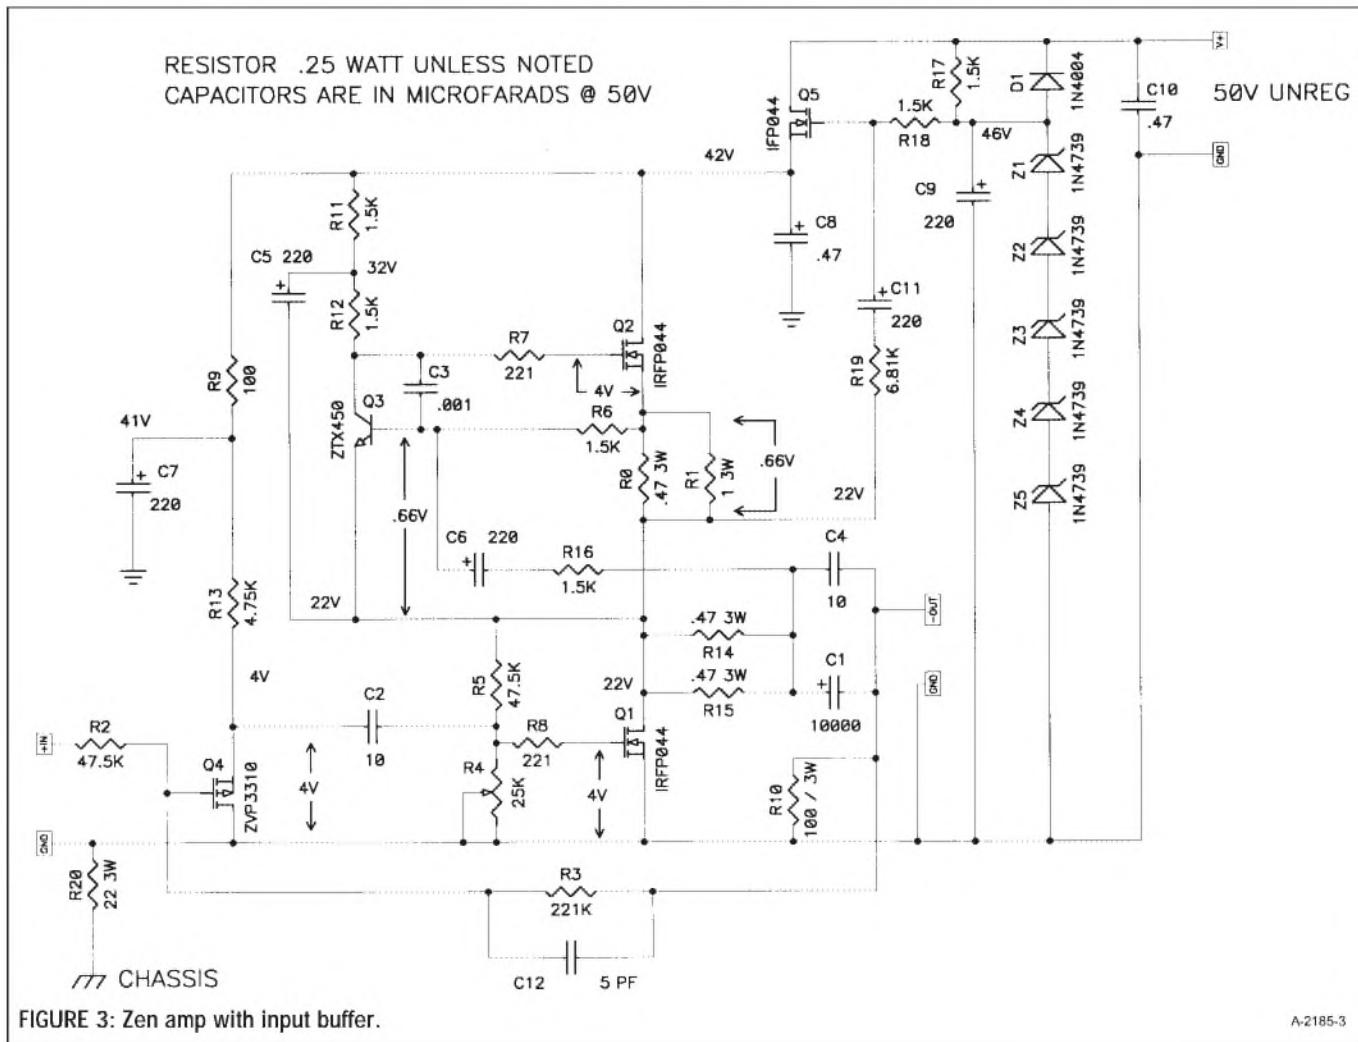 RESISTOR .25 WATT UNLESS NOTED
CAPACITORS ARE IN MICROFARADS @ 50V
V+
50V UNREG
GND
C10
.47
D1
1N4004
R17
1.5K
Q5
IFP044
1.5K
R18
46V
Z1
1N4739
Z2
1N4739
Z3
1N4739
Z4
1N4739
Z5
1N4739
C9
220
42V
C8
.47
C11
220
R19
6.81K
R11
1.5K
C5 220
32V
R12
1.5K
Q2
IRFP044
R7
221
4V
C3
.001
Q3
ZTX450
R6
1.5K
R9
100
41V
C7
220
R0
.47 3W
R1
1 3W
.66V
22V
.66V
C6
220
R16
1.5K
C4
10
-OUT
R13
4.75K
22V
.47 3W
R14
4V
R5
47.5K
22V
.47 3W
R15
C1
10000
GND
C2
10
Q1
IRFP044
R8
221
+IN
R2
47.5K
Q4
ZVP3310
4V
R4
25K
4V
R10
100 / 3W
GND
R20
22 3W
R3
221K
C12
5 PF
CHASSIS
FIGURE 3: Zen amp with input buffer.
A-2185-3